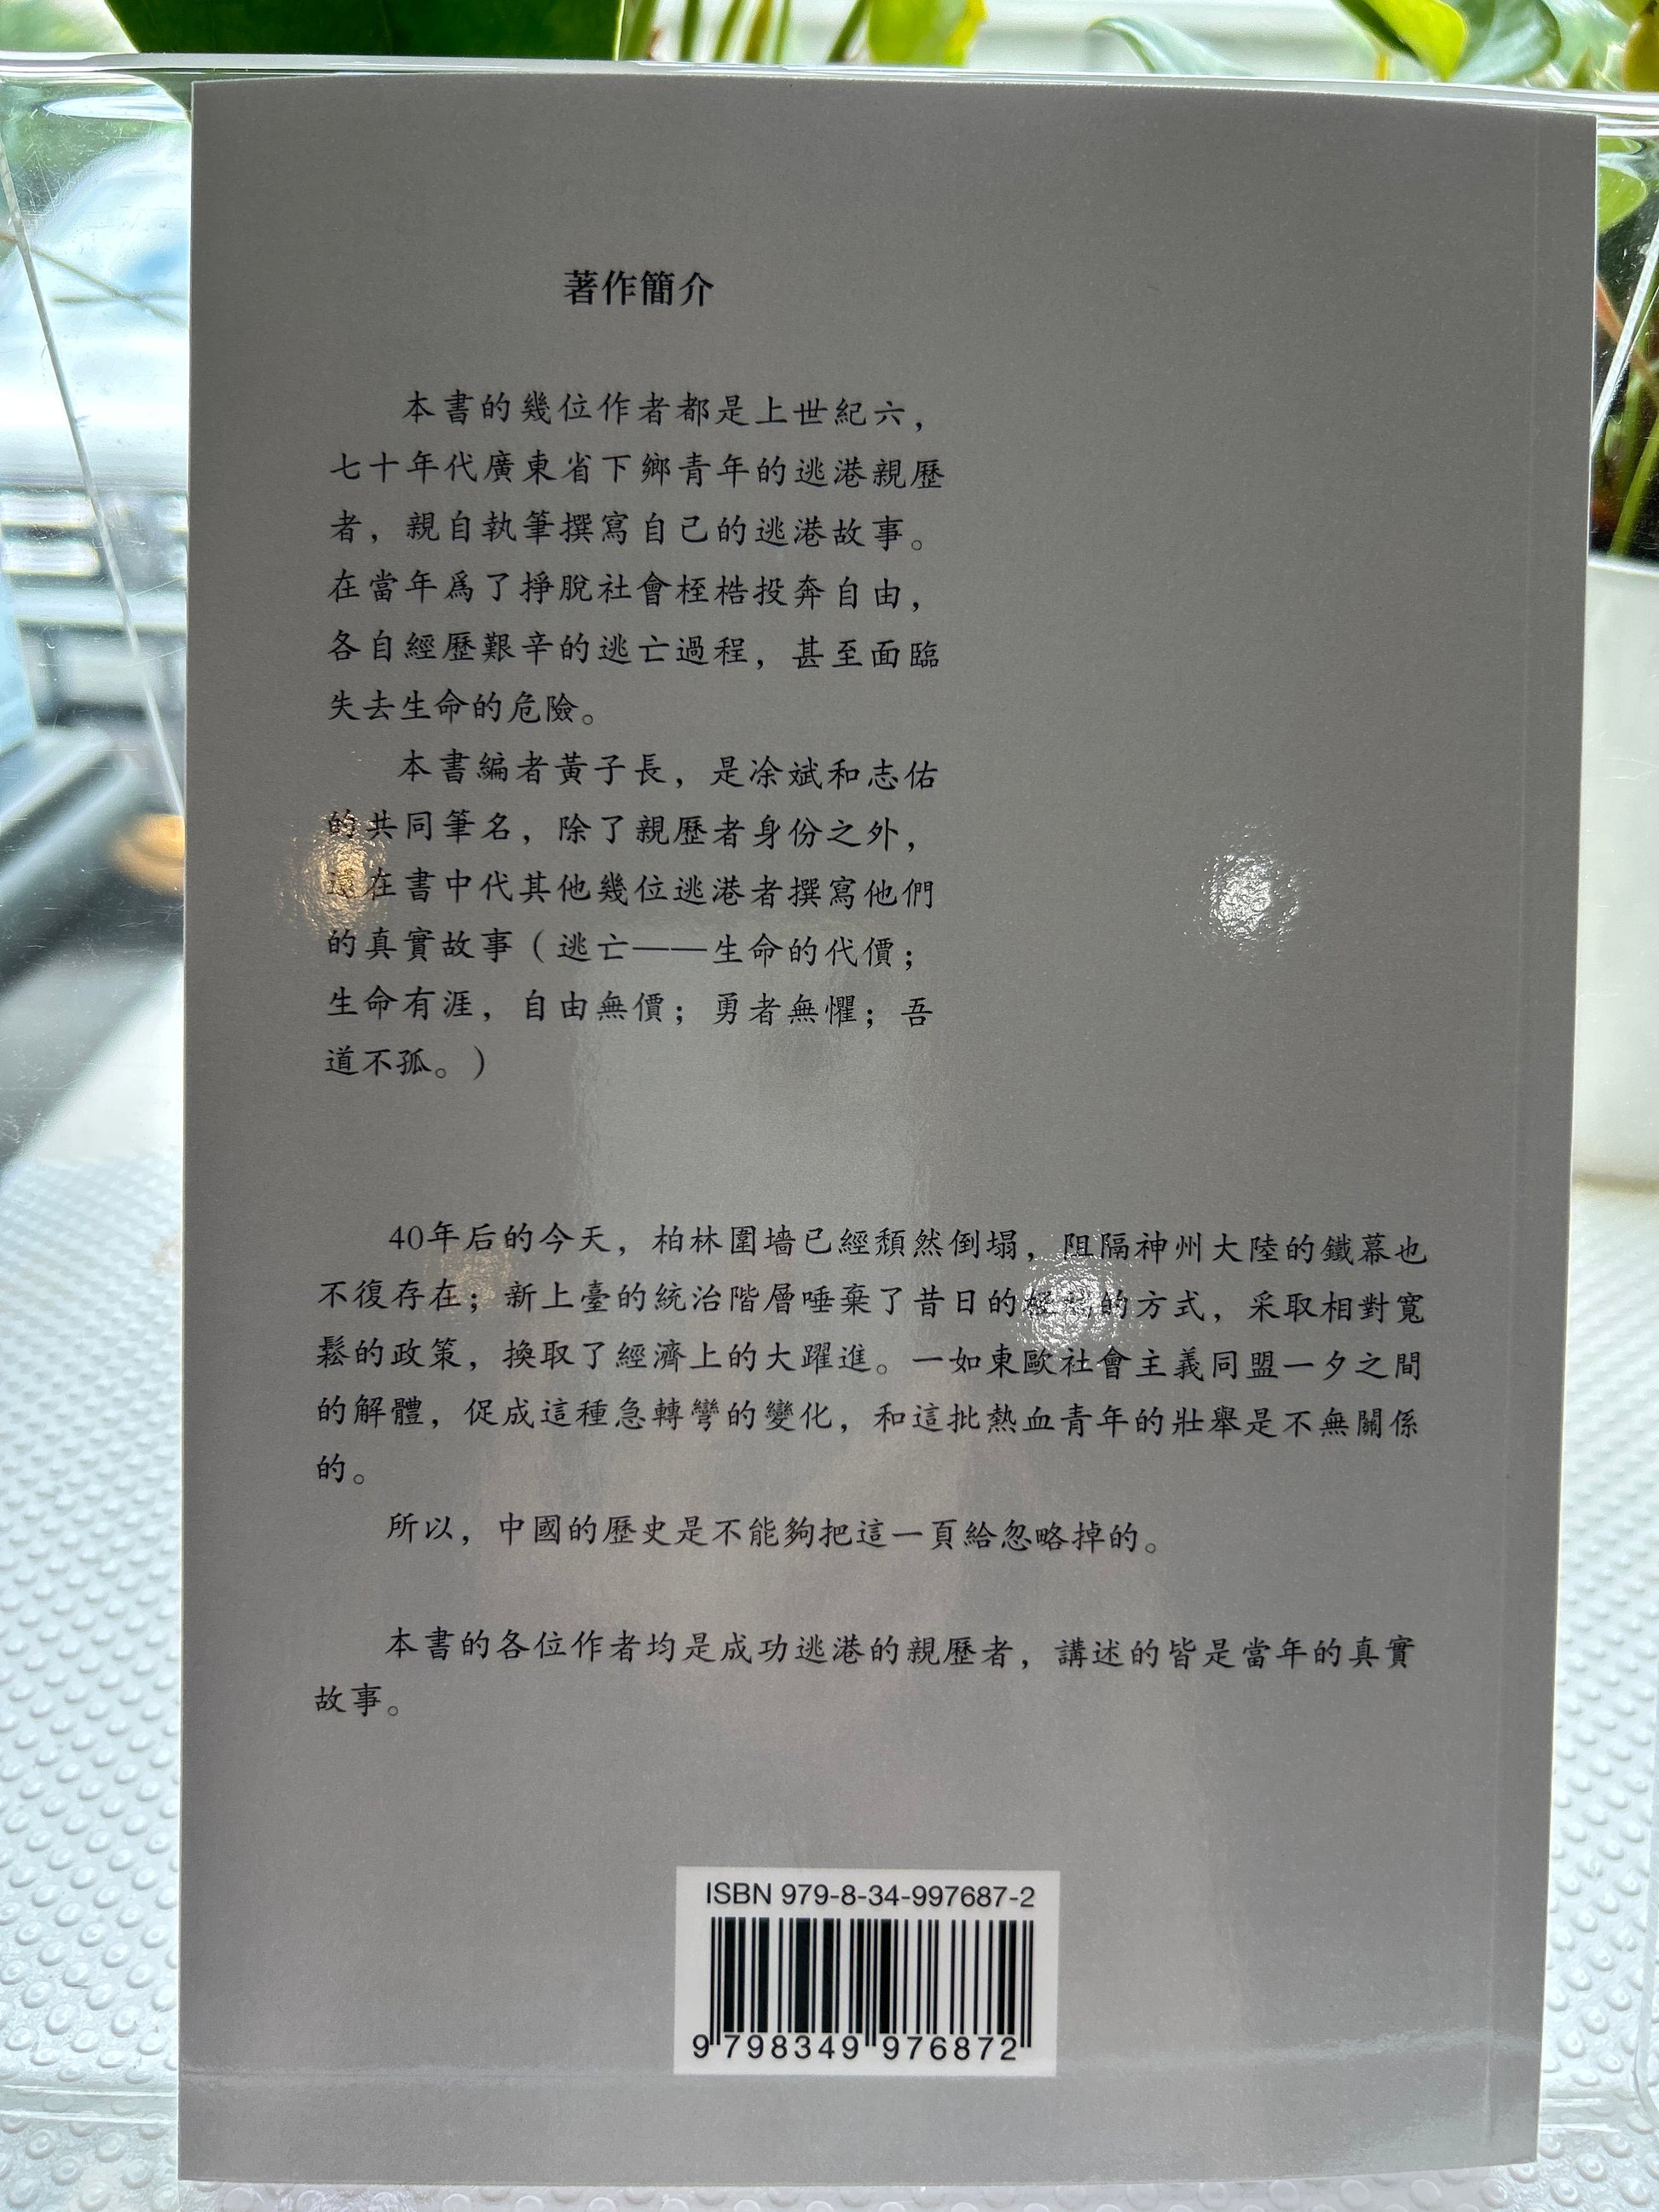 著作簡介
本書的幾位作者都是上世紀六，
七十年代廣東省下鄉青年的逃港親歷
者，親自執筆撰寫自己的逃港故事。
在當年爲了掙脫社會桎梏投奔自由，
各自經歷艱辛的逃亡過程，甚至面臨
失去生命的危險。
本書編者黃子長，是凃斌和志佑
的共同筆名，除了親歷者身份之外，
還在書中代其他幾位逃港者撰寫他們
的真實故事（逃亡——生命的代價；
生命有涯，自由無價；勇者無懼；吾
道不孤。）
40年后的今天，柏林圍墻已經頹然倒塌，阻隔神州大陸的鐵幕也
不復存在；新上臺的統治階層唾棄了昔日的的方式，采取相對寬
鬆的政策，換取了經濟上的大躍進。一如東歐社會主義同盟一夕之間
的解體，促成這種急轉彎的變化，和這批熱血青年的壯舉是不無關係
的。
所以，中國的歷史是不能夠把這一頁給忽略掉的。
本書的各位作者均是成功逃港的親歷者，講述的皆是當年的真實
故事。
ISBN 979-8-34-997687-2
9 798349 976872